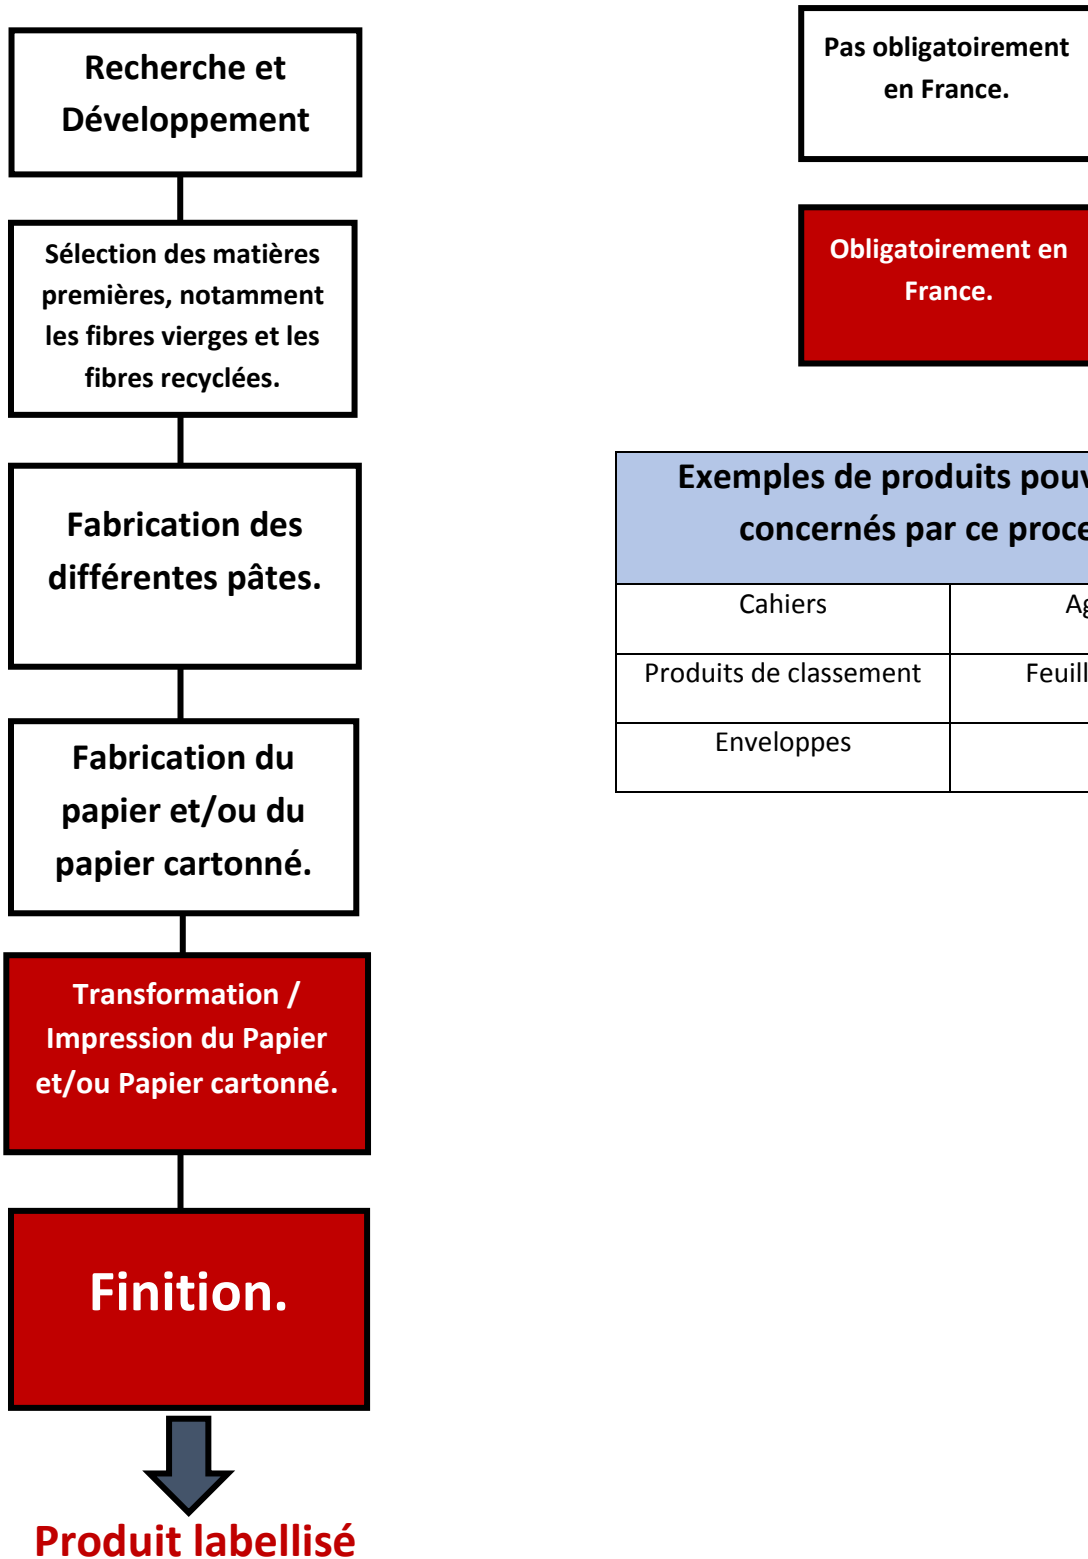 Recherche et
Développement
Sélection des matières
premières, notamment
les fibres vierges et les
fibres recyclées.
Fabrication des
différentes pâtes.
Fabrication du
papier et/ou du
papier cartonné.
Transformation /
Impression du Papier
et/ou Papier cartonné.
Finition.
Produit labellisé
Pas obligatoirement
en France.
Obligatoirement en
France.
Exemples de produits
concernés par ce
Cahiers
Produits de classement
Enveloppes